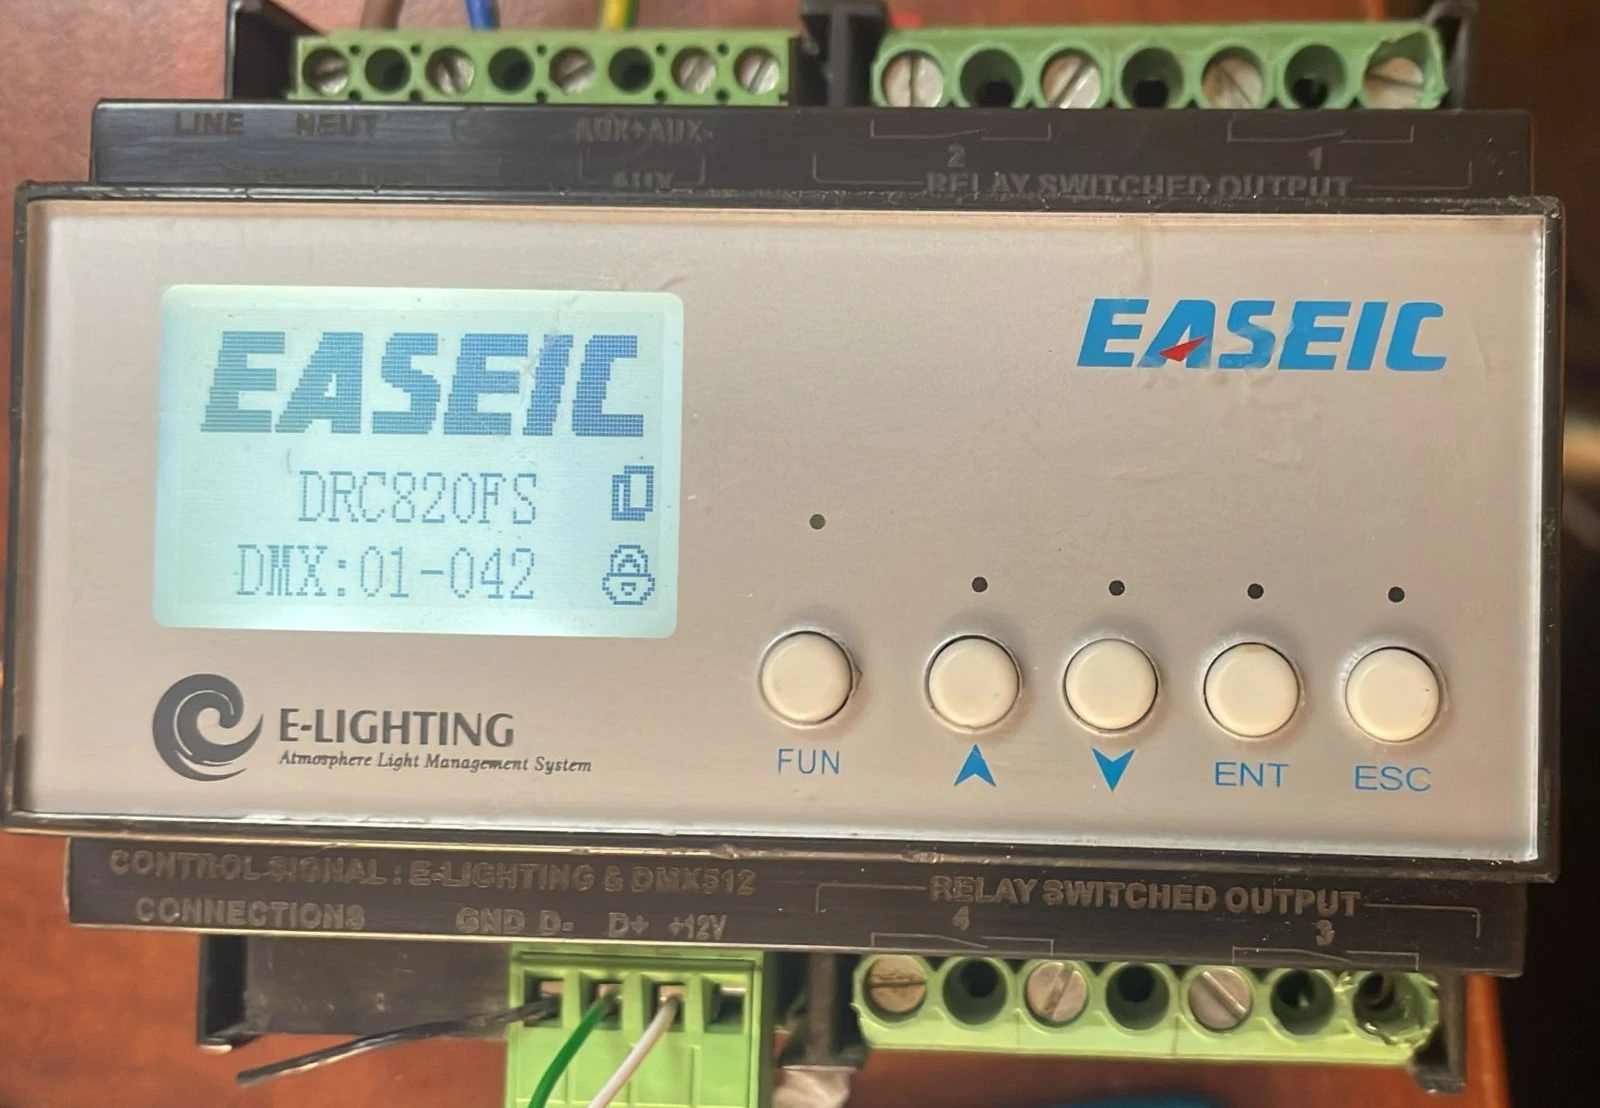 LINE NEUT
AUX+ AUX-
AUX
2 1
RELAY SWITCHED OUTPUT
EASEIC
EASEIC
DRC820FS
DMX:01-042
E-LIGHTING
Atmosphere Light Management System
FUN ENT ESC
CONTROL SIGNAL : E-LIGHTING & DMX512
CONNECTIONS GND D- D+ +12V
RELAY SWITCHED OUTPUT
4 3